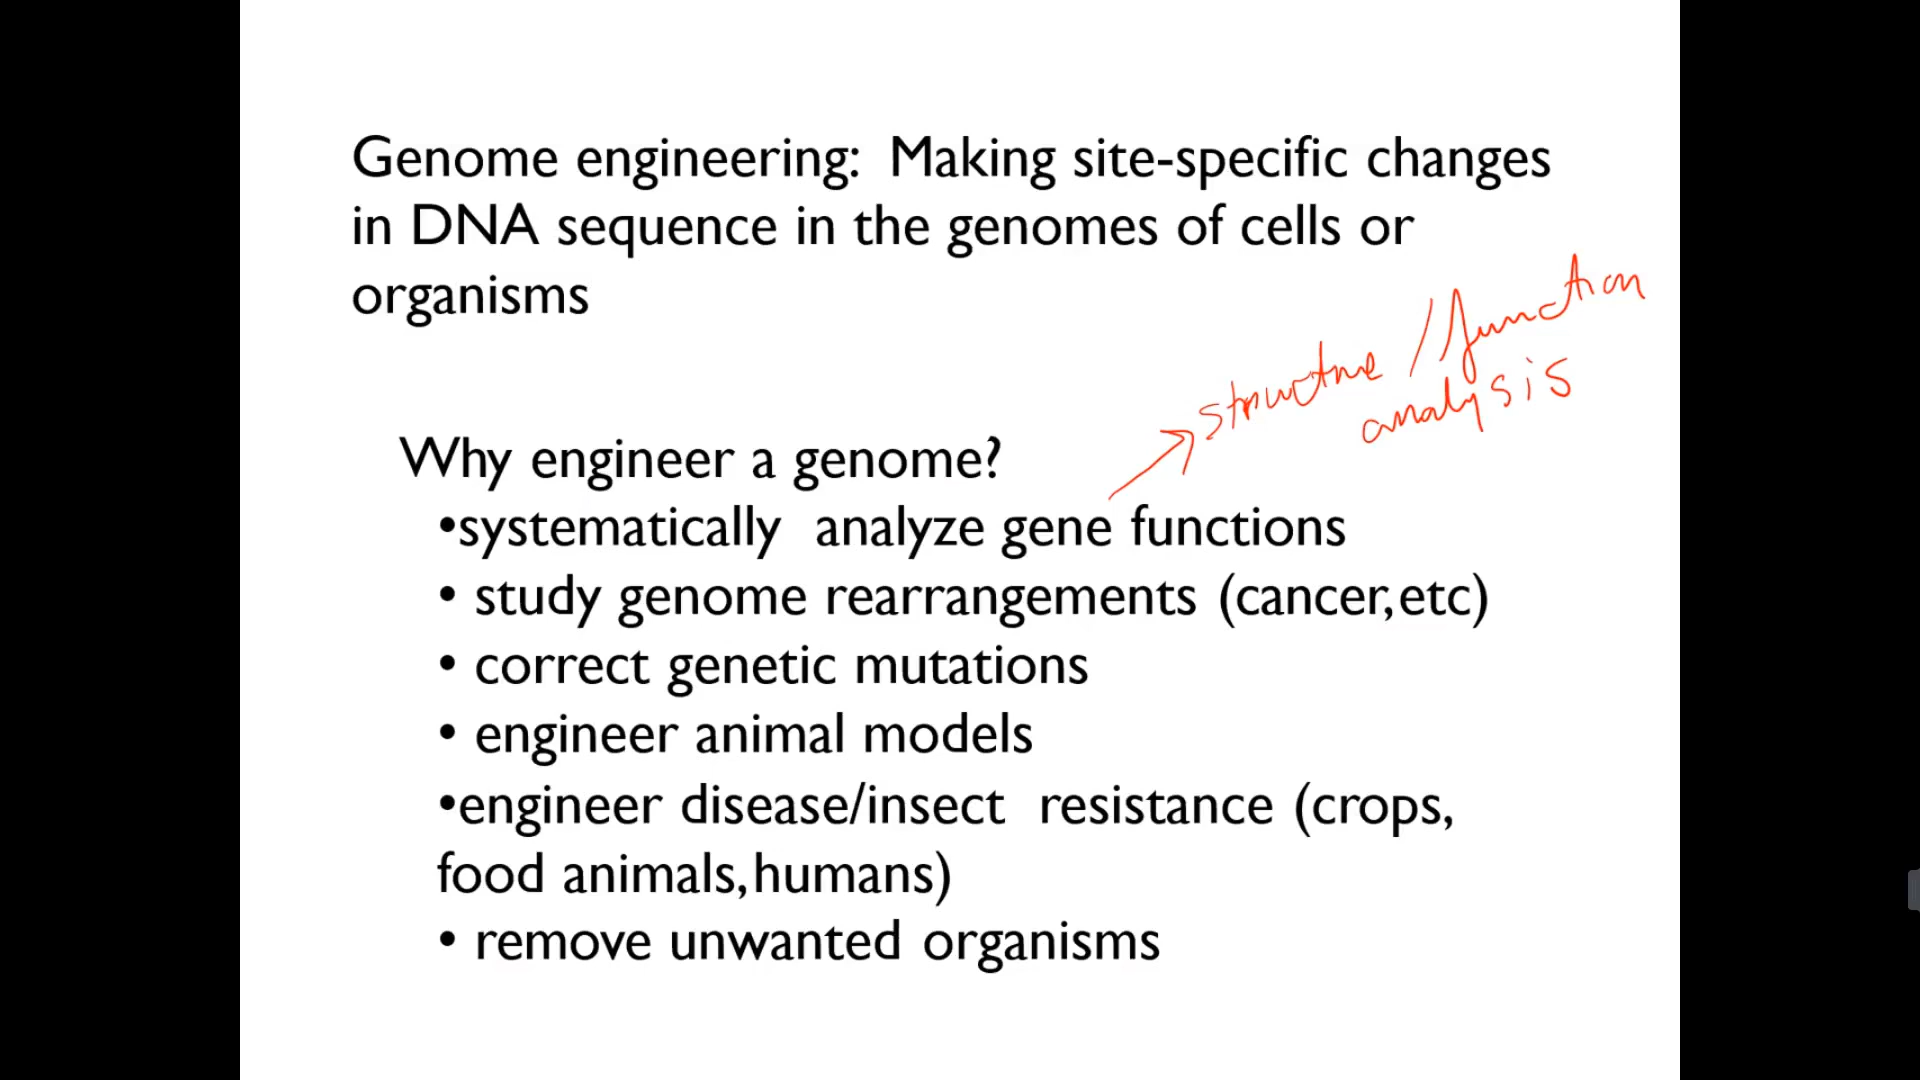 Genome engineering:  Making site-specific changes
in DNA sequence in the genomes of cells or
organisms
structure / function
analysis
Why engineer a genome?
•systematically  analyze gene functions
• study genome rearrangements (cancer,etc)
• correct genetic mutations
• engineer animal models
•engineer disease/insect  resistance (crops,
food animals,humans)
• remove unwanted organisms